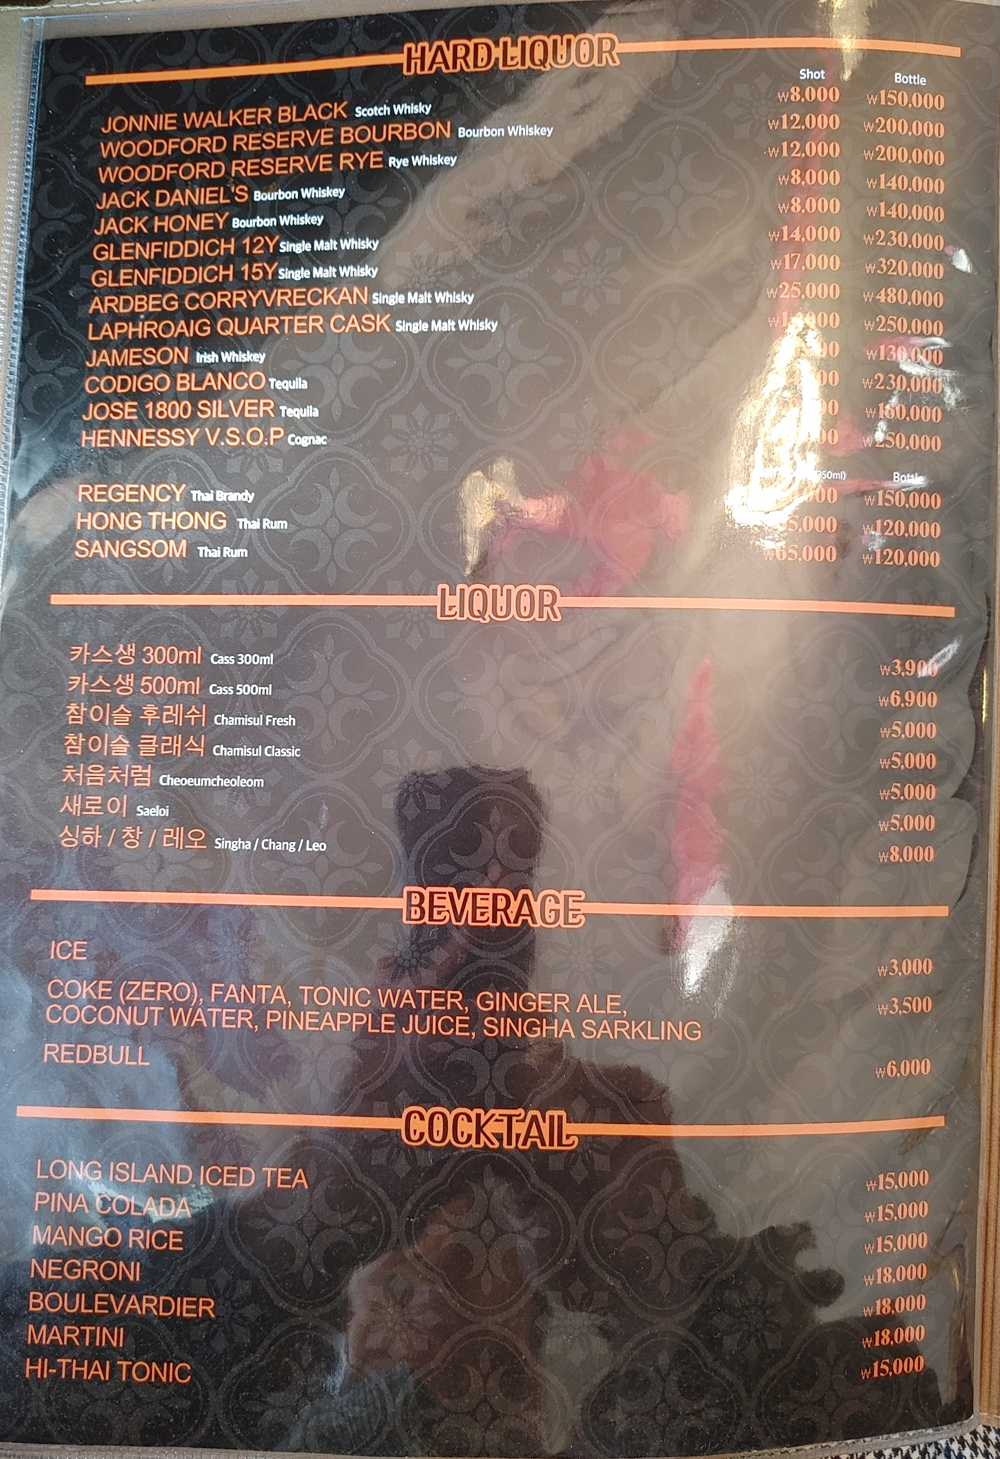 HARD LIQUOR
Shot Bottle
JONNIE WALKER BLACK Scotch Whisky ₩8,000 ₩150,000
WOODFORD RESERVE BOURBON Bourbon Whiskey ₩12,000 ₩200,000
WOODFORD RESERVE RYE Rye Whiskey ₩12,000 ₩200,000
JACK DANIEL'S Bourbon Whiskey ₩8,000 ₩140,000
JACK HONEY Bourbon Whiskey ₩8,000 ₩140,000
GLENFIDDICH 12Y Single Malt Whisky ₩14,000 ₩230,000
GLENFIDDICH 15Y Single Malt Whisky ₩17,000 ₩320,000
ARDBEG CORRYVRECKAN Single Malt Whisky ₩25,000 ₩480,000
LAPHROAIG QUARTER CASK Single Malt Whisky ₩250,000
JAMESON Irish Whiskey ₩130,000
CODIGO BLANCO Tequila ₩230,000
JOSE 1800 SILVER Tequila ₩160,000
HENNESSY V.S.O.P Cognac ₩250,000
Bottle
REGENCY Thai Brandy ₩150,000
HONG THONG Thai Rum ₩120,000
SANGSOM Thai Rum ₩65,000 ₩120,000
LIQUOR
카스생 300ml Cass 300ml ₩3,900
카스생 500ml Cass 500ml ₩6,900
참이슬 후레쉬 Chamisul Fresh ₩5,000
참이슬 클래식 Chamisul Classic ₩5,000
처음처럼 Cheoeumcheoleom ₩5,000
새로이 Saeloi ₩5,000
싱하 / 창 / 레오 Singha / Chang / Leo ₩8,000
BEVERAGE
ICE ₩3,000
COKE (ZERO), FANTA, TONIC WATER, GINGER ALE, ₩3,500
COCONUT WATER, PINEAPPLE JUICE, SINGHA SARKLING
REDBULL ₩6,000
COCKTAIL
LONG ISLAND ICED TEA ₩15,000
PINA COLADA ₩15,000
MANGO RICE ₩15,000
NEGRONI ₩18,000
BOULEVARDIER ₩18,000
MARTINI ₩18,000
HI-THAI TONIC ₩15,000